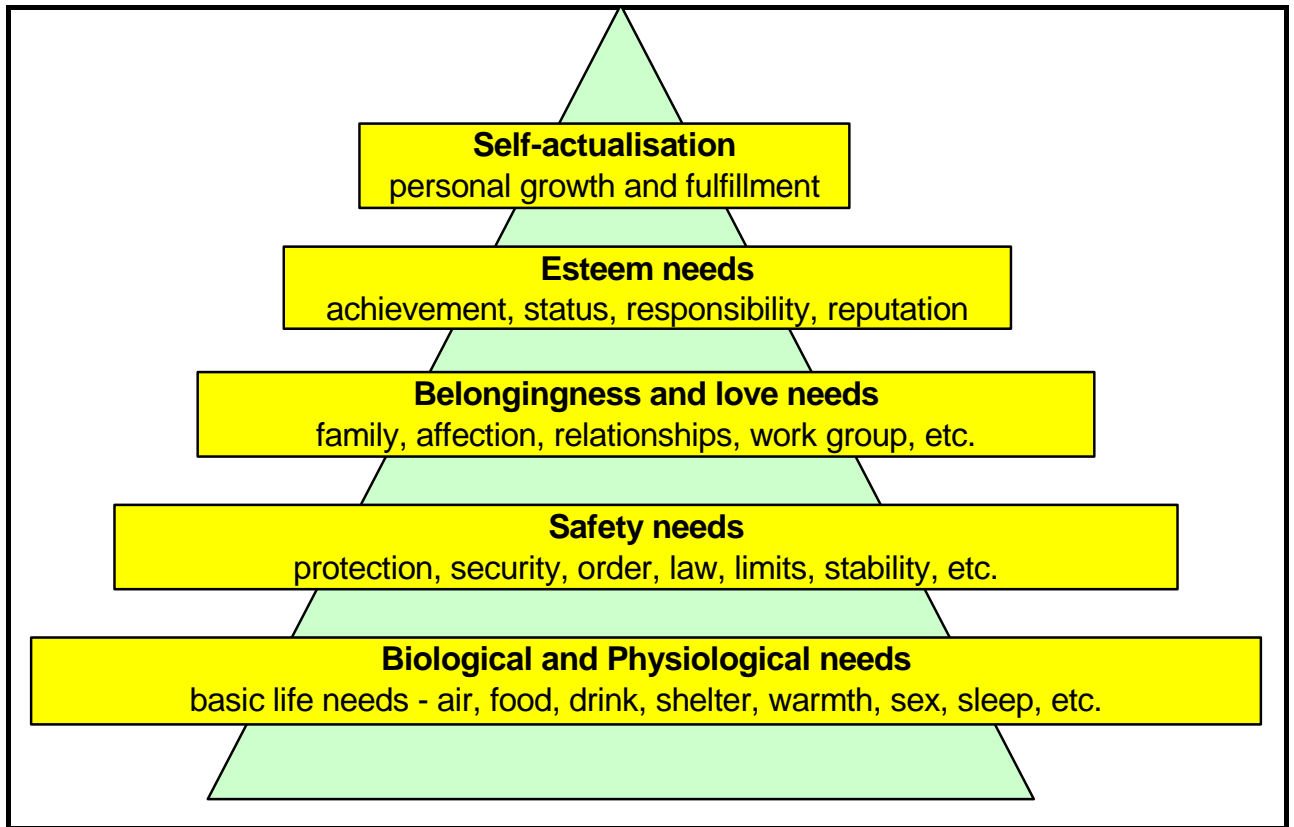 Self-actualisation
personal growth and fulfillment
Esteem needs
achievement, status, responsibility, reputation
Belongingness and love needs
family, affection, relationships, work group, etc.
Safety needs
protection, security, order, law, limits, stability, etc.
Biological and Physiological needs
basic life needs - air, food, drink, shelter, warmth, sex, sleep, etc.